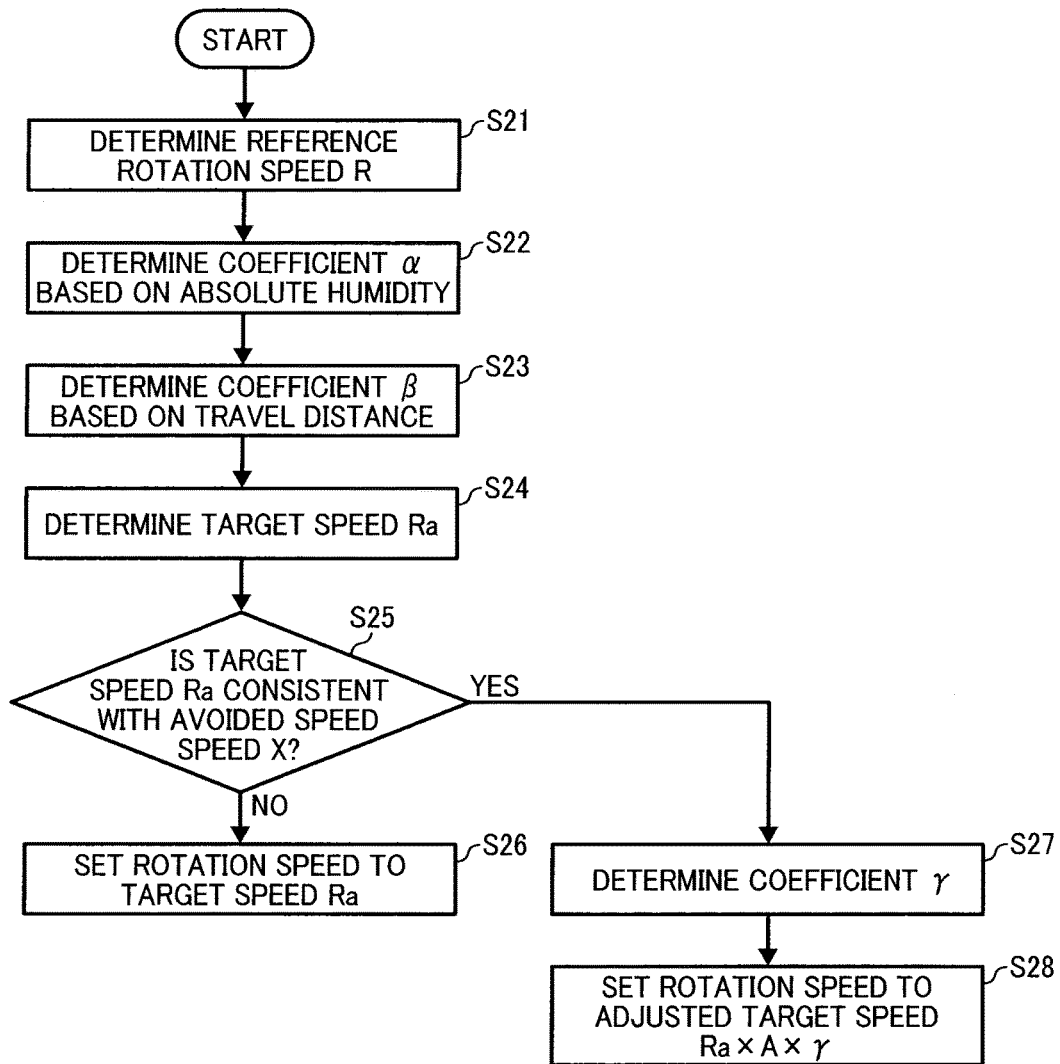 START
S21
DETERMINE REFERENCE
ROTATION SPEED R
S22
DETERMINE COEFFICIENT α
BASED ON ABSOLUTE HUMIDITY
S23
DETERMINE COEFFICIENT β
BASED ON TRAVEL DISTANCE
S24
DETERMINE TARGET SPEED Ra
S25
IS TARGET
SPEED Ra CONSISTENT
WITH AVOIDED SPEED
SPEED X?
YES
NO
S26
SET ROTATION SPEED TO
TARGET SPEED Ra
S27
DETERMINE COEFFICIENT γ
S28
SET ROTATION SPEED TO
ADJUSTED TARGET SPEED
Ra × A × γ